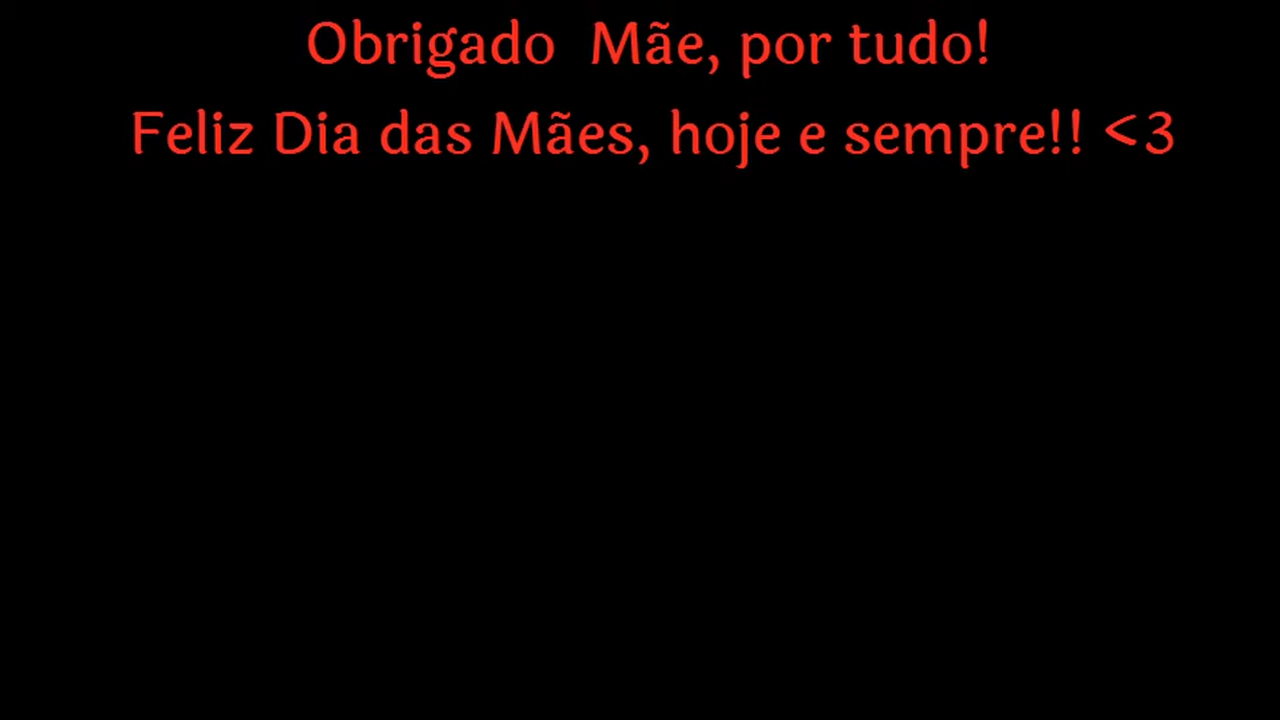 Obrigado  Mãe, por tudo!
Feliz Dia das Mães, hoje e sempre!! <3